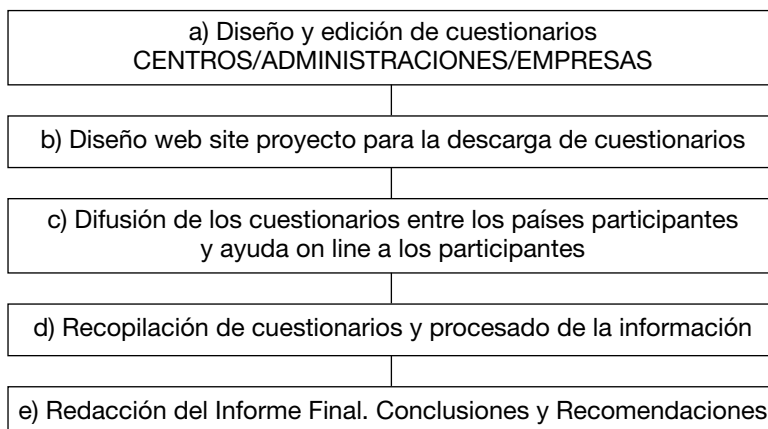 a) Diseño y edición de cuestionarios
CENTROS/ADMINISTRACIONES/EMPRESAS
b) Diseño web site proyecto para la descarga de cuestionarios
c) Difusión de los cuestionarios entre los países participantes
y ayuda on line a los participantes
d) Recopilación de cuestionarios y procesado de la información
e) Redacción del Informe Final. Conclusiones y Recomendaciones